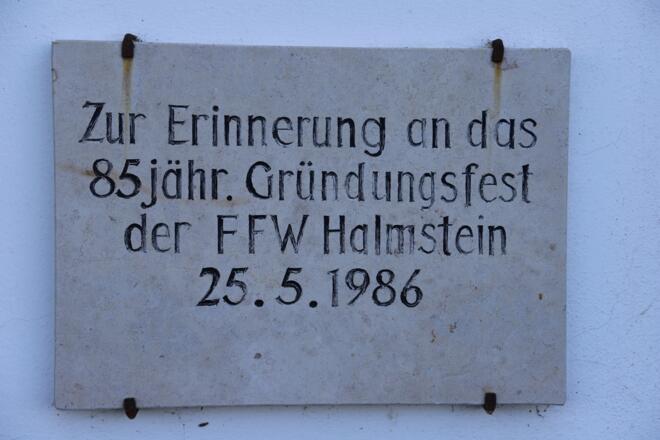 Zur Erinnerung an das
85jähr. Gründungsfest
der FFW Halmstein
25.5.1986